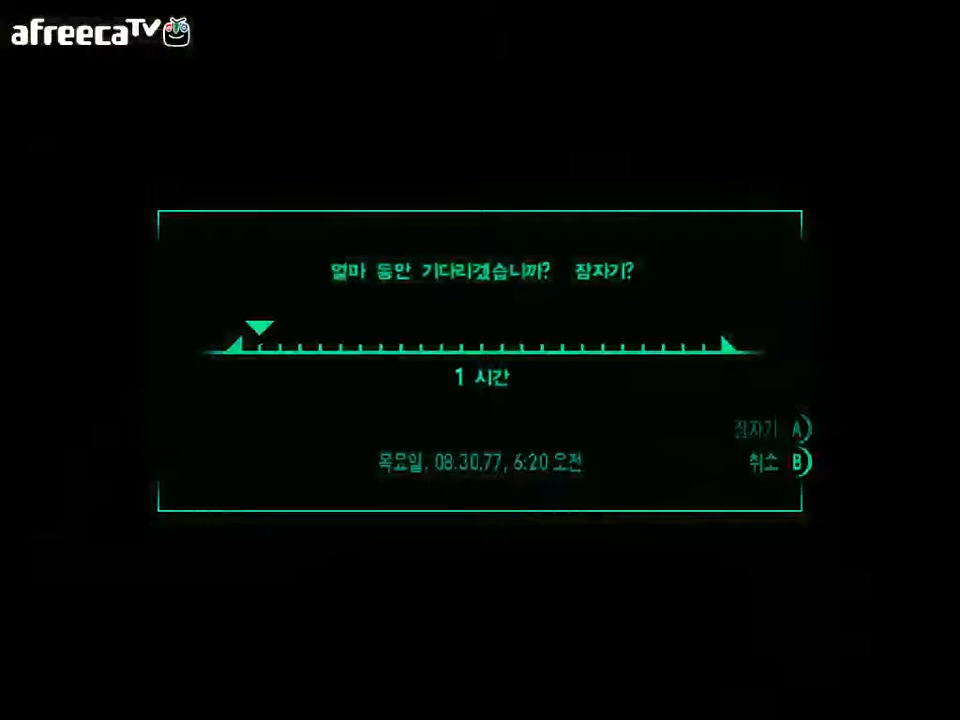 afreecaTV
얼마 동안 기다리겠습니까? 잠자기?
1 시간
잠자기 A)
목요일, 08.30.77, 6:20 오전
취소 B)